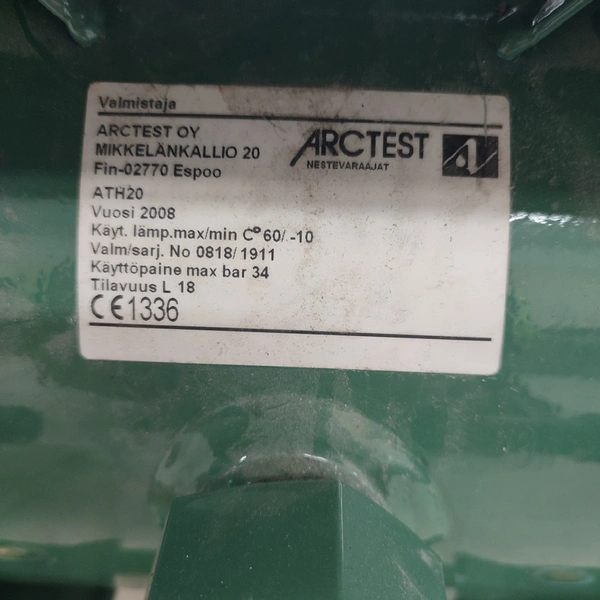 Valmistaja
ARCTEST OY
MIKKELÄNKALLIO 20
Fin-02770 Espoo
ARCTEST
NESTEVARAAJAT
ATH20
Vuosi 2008
Käyt. lämp.max/min C° 60/ -10
Valm/sarj. No 0818/ 1911
Käyttöpaine max bar 34
Tilavuus L 18
CE1336